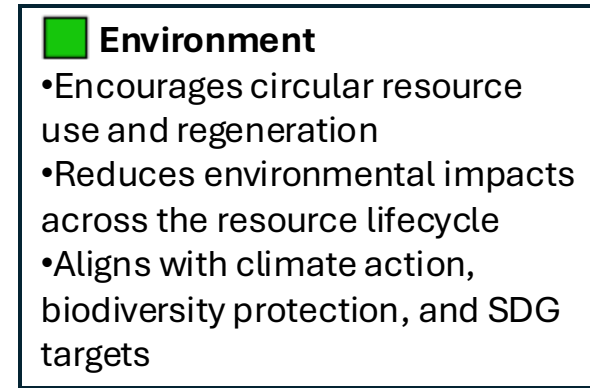 Environment
•Encourages circular resource
use and regeneration
•Reduces environmental impacts
across the resource lifecycle
•Aligns with climate action,
biodiversity protection, and SDG
targets